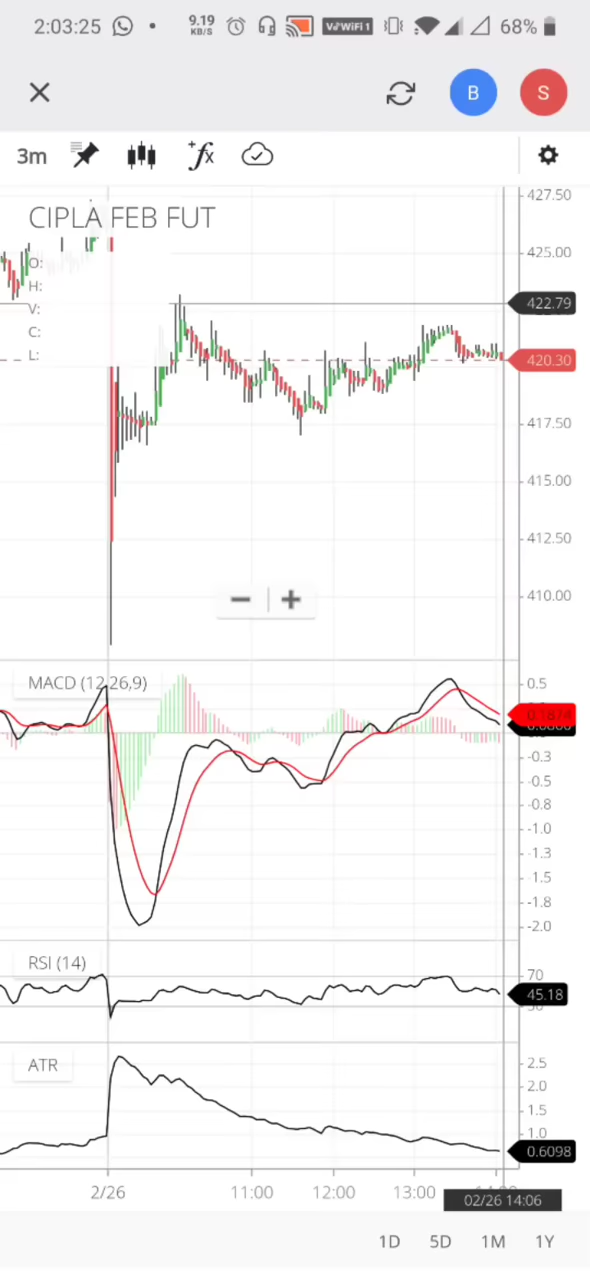 2:03:25 9.19 KB/S VoWiFi 1 68%
B S
3m fx
427.50
CIPLA FEB FUT
425.00
O:
H:
422.79
V:
C:
L:
420.30
417.50
415.00
412.50
410.00
− +
MACD (12,26,9)
0.5
0.1874
-0.3
-0.5
-0.8
-1.0
-1.3
-1.5
-1.8
-2.0
RSI (14)
70
45.18
ATR
2.5
2.0
1.5
1.0
0.6098
2/26 11:00 12:00 13:00
02/26 14:06
1D 5D 1M 1Y